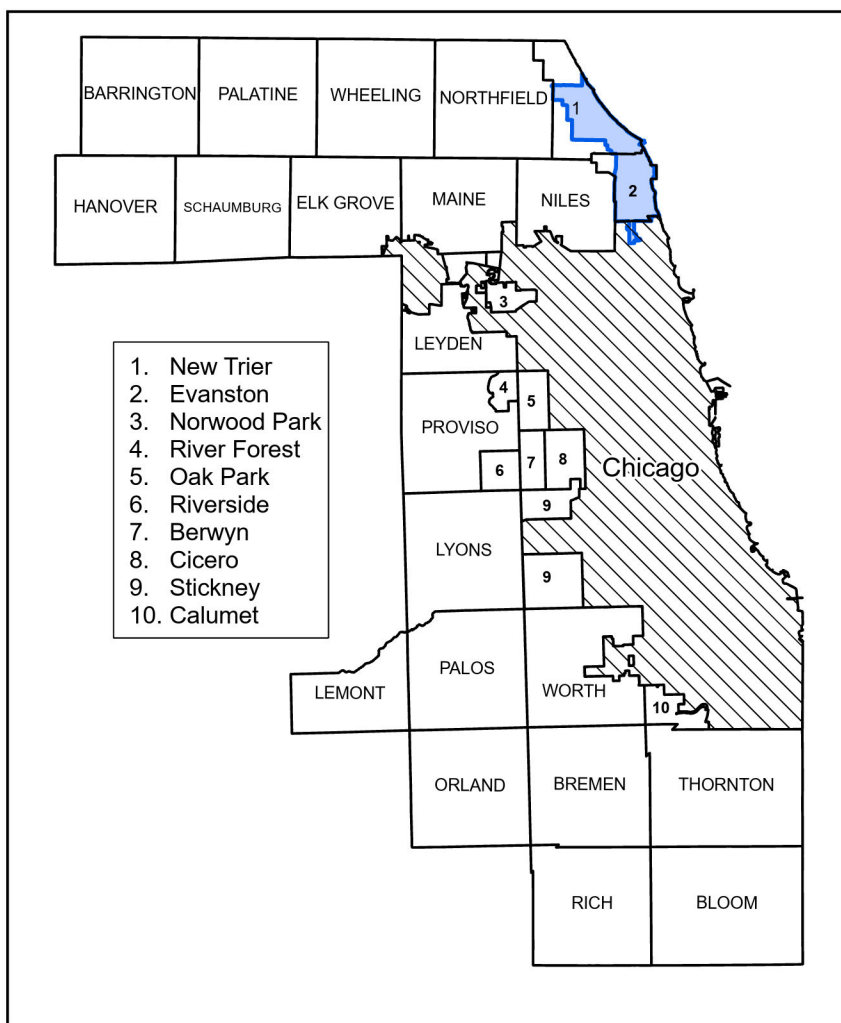 BARRINGTON
PALATINE
WHEELING
NORTHFIELD
1
HANOVER
SCHAUMBURG
ELK GROVE
MAINE
NILES
2
3
LEYDEN
4
5
PROVISO
6
7
8
Chicago
9
LYONS
9
1. New Trier
2. Evanston
3. Norwood Park
4. River Forest
5. Oak Park
6. Riverside
7. Berwyn
8. Cicero
9. Stickney
10. Calumet
PALOS
LEMONT
WORTH
10
ORLAND
BREMEN
THORNTON
RICH
BLOOM